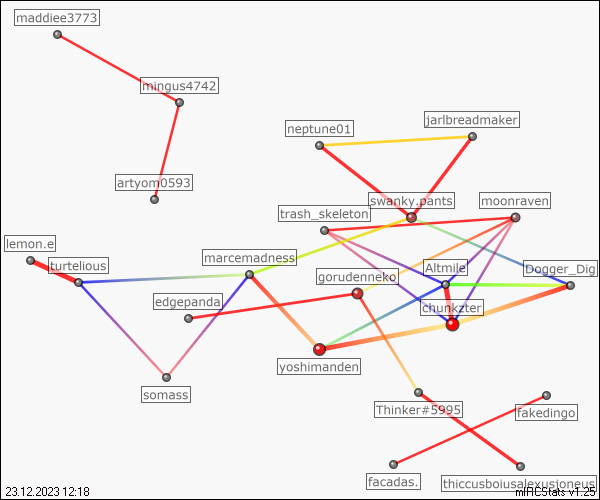 maddiee3773
mingus4742
jarlbreadmaker
neptune01
artyom0593
swanky.pants
moonraven
trash_skeleton
lemon.e
turtelious
marcemadness
gorudenneko
Altmile
Dogger_Dig
edgepanda
chunkzter
yoshimanden
somass
Thinker#5995
fakedingo
facadas.
thiccusboiusalexusioneus
23.12.2023 12:18
mIRCStats v1.25